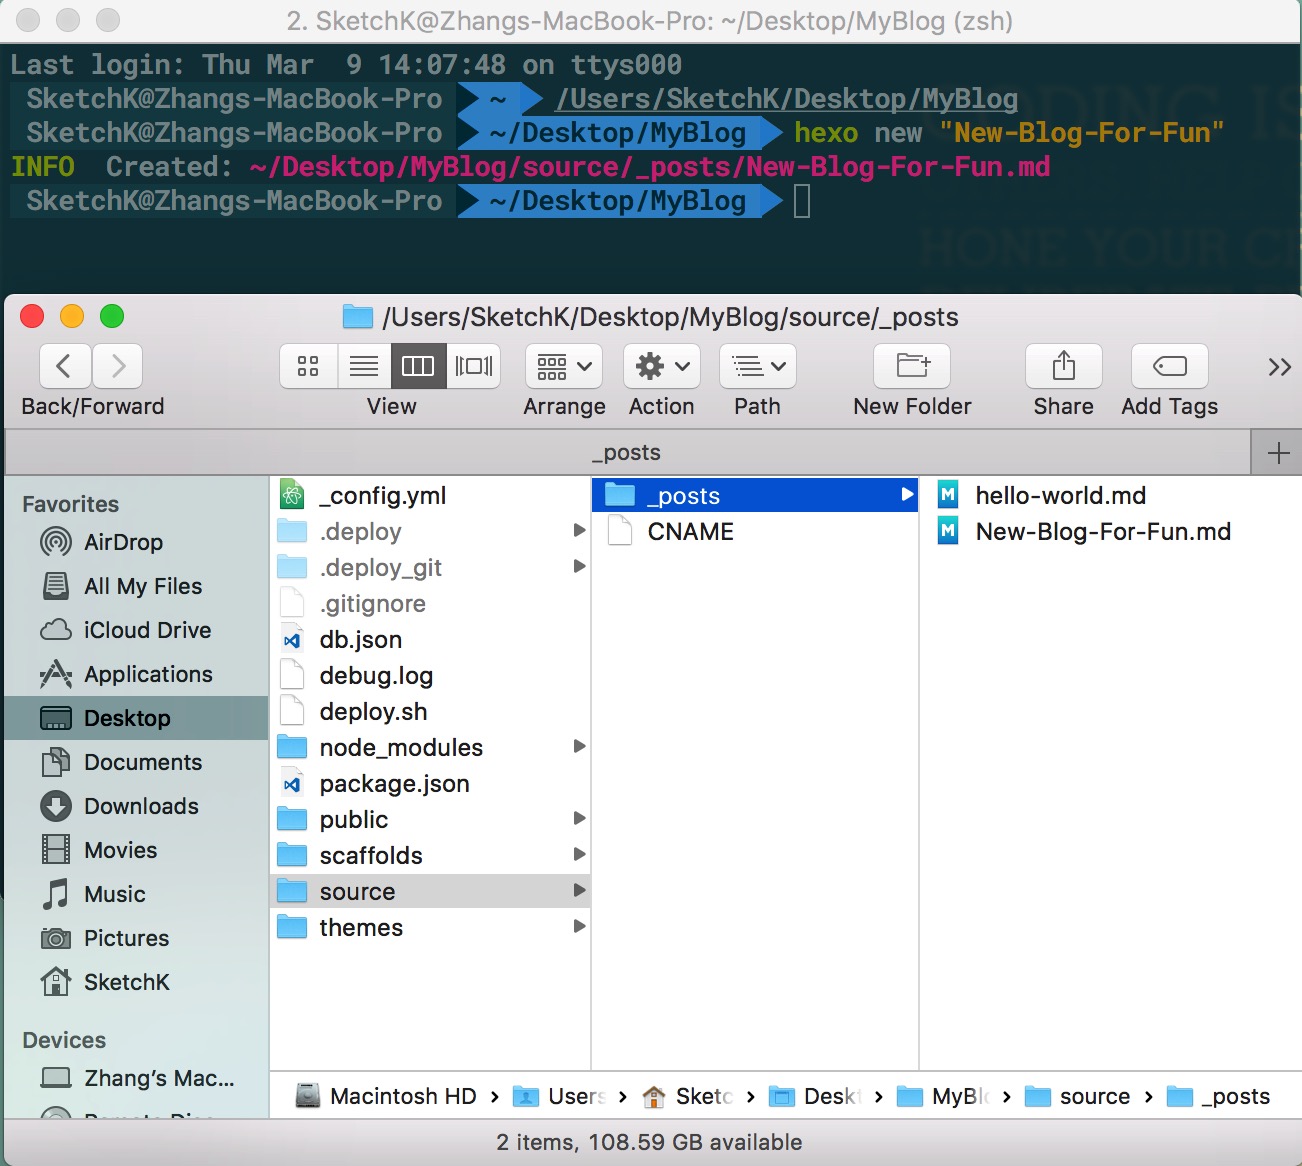 2. SketchK@Zhangs-MacBook-Pro: ~/Desktop/MyBlog (zsh)
Last login: Thu Mar  9 14:07:48 on ttys000
SketchK@Zhangs-MacBook-Pro ~ /Users/SketchK/Desktop/MyBlog
SketchK@Zhangs-MacBook-Pro ~/Desktop/MyBlog hexo new "New-Blog-For-Fun"
INFO  Created: ~/Desktop/MyBlog/source/_posts/New-Blog-For-Fun.md
SketchK@Zhangs-MacBook-Pro ~/Desktop/MyBlog
HONE YOUR
/Users/SketchK/Desktop/MyBlog/source/_posts
Back/Forward
View
Arrange
Action
Path
New Folder
Share
Add Tags
_posts
Favorites
AirDrop
All My Files
iCloud Drive
Applications
Desktop
Documents
Downloads
Movies
Music
Pictures
SketchK
Devices
Zhang's Mac...
_config.yml
.deploy
.deploy_git
.gitignore
db.json
debug.log
deploy.sh
node_modules
package.json
public
scaffolds
source
themes
_posts
CNAME
hello-world.md
New-Blog-For-Fun.md
Macintosh HD › Users › Sketc › Deskt › MyBl › source › _posts
2 items, 108.59 GB available